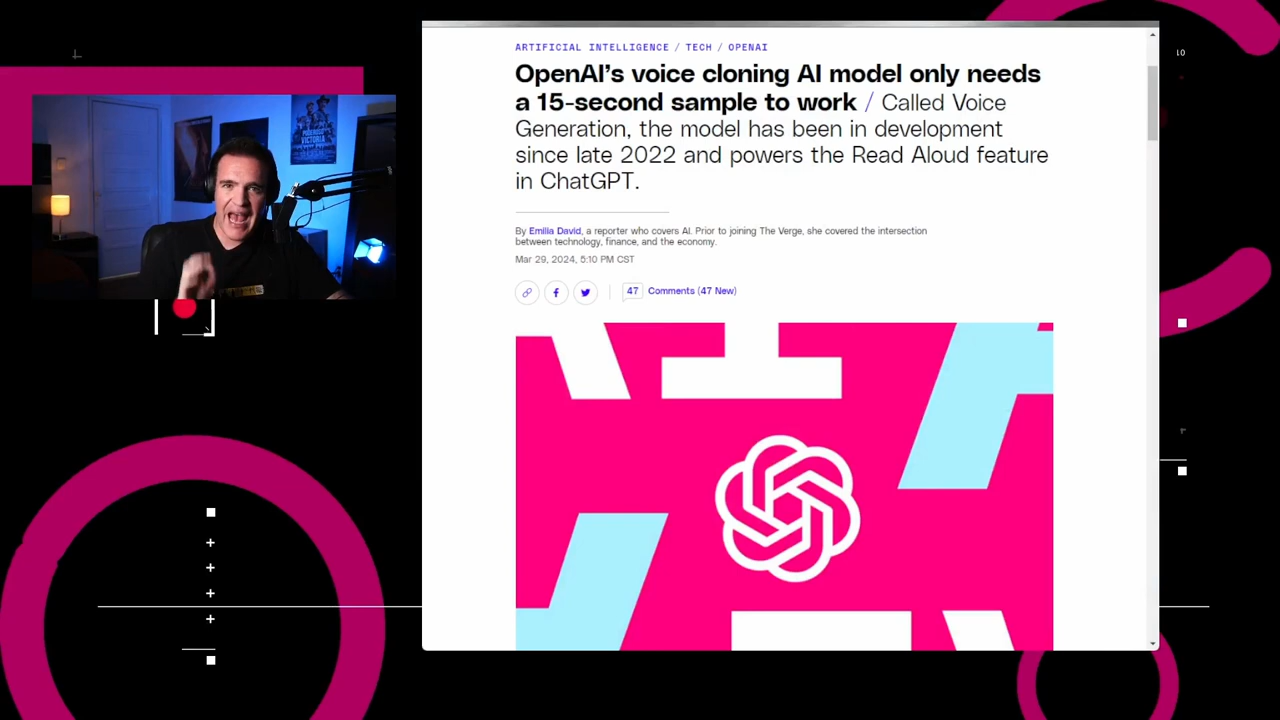 ARTIFICIAL INTELLIGENCE / TECH / OPENAI
OpenAI’s voice cloning AI model only needs
a 15-second sample to work / Called Voice
Generation, the model has been in development
since late 2022 and powers the Read Aloud feature
in ChatGPT.
By Emilia David, a reporter who covers AI. Prior to joining The Verge, she covered the intersection
between technology, finance, and the economy.
Mar 29, 2024, 5:10 PM CST
47 Comments (47 New)
VICTORIA
10